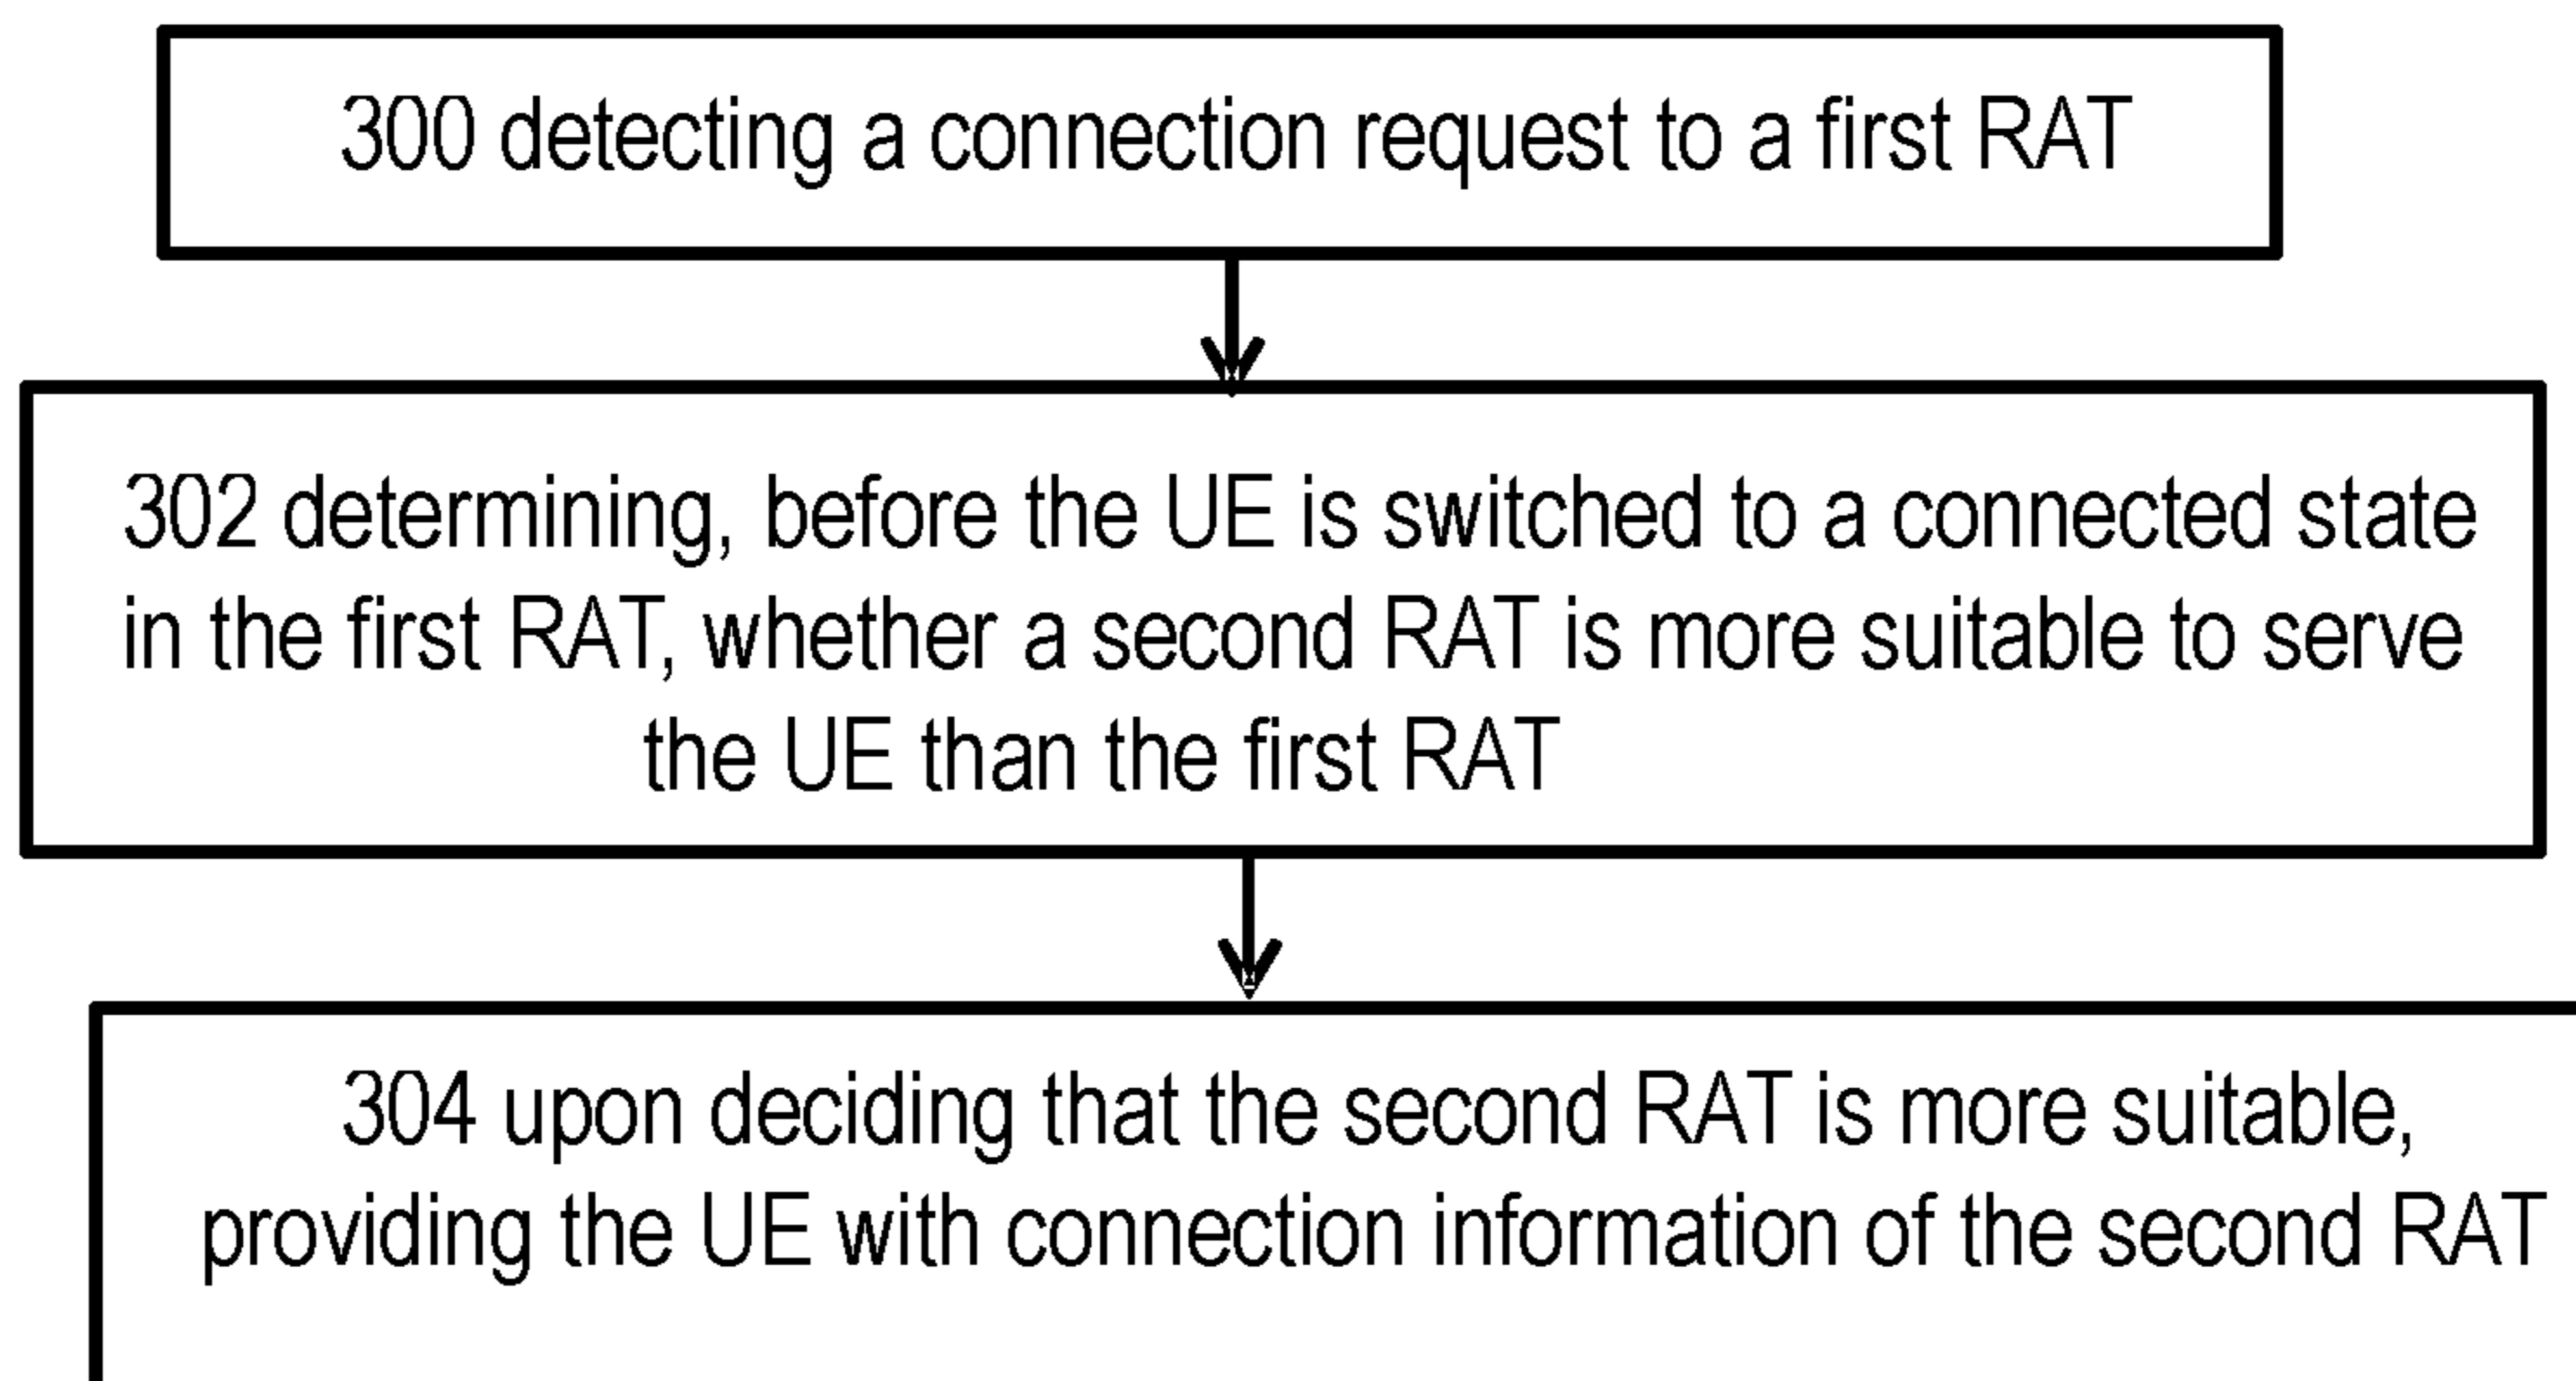 300 detecting a connection request to a first RAT
302 determining, before the UE is switched to a connected state
in the first RAT, whether a second RAT is more suitable to serve
the UE than the first RAT
304 upon deciding that the second RAT is more suitable,
providing the UE with connection information of the second RAT